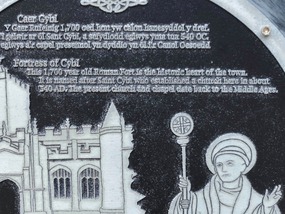 Caer Gybi
Y Gaer Rufeinig 1,700 oed hon yw calon hanesyddol y dref.
ar ôl Sant Cybi, a sefydlodd eglwys yma tua 540 OC.
eglwys a'r capel presennol yn dyddio yn ôl i'r Canol Oesoedd
Fortress of Cybi
This 1,700 year old Roman Fort is the historic heart of the town.
It is named after Saint Cybi who established a church here in about
540 AD. The present church and chapel date back to the Middle Ages.